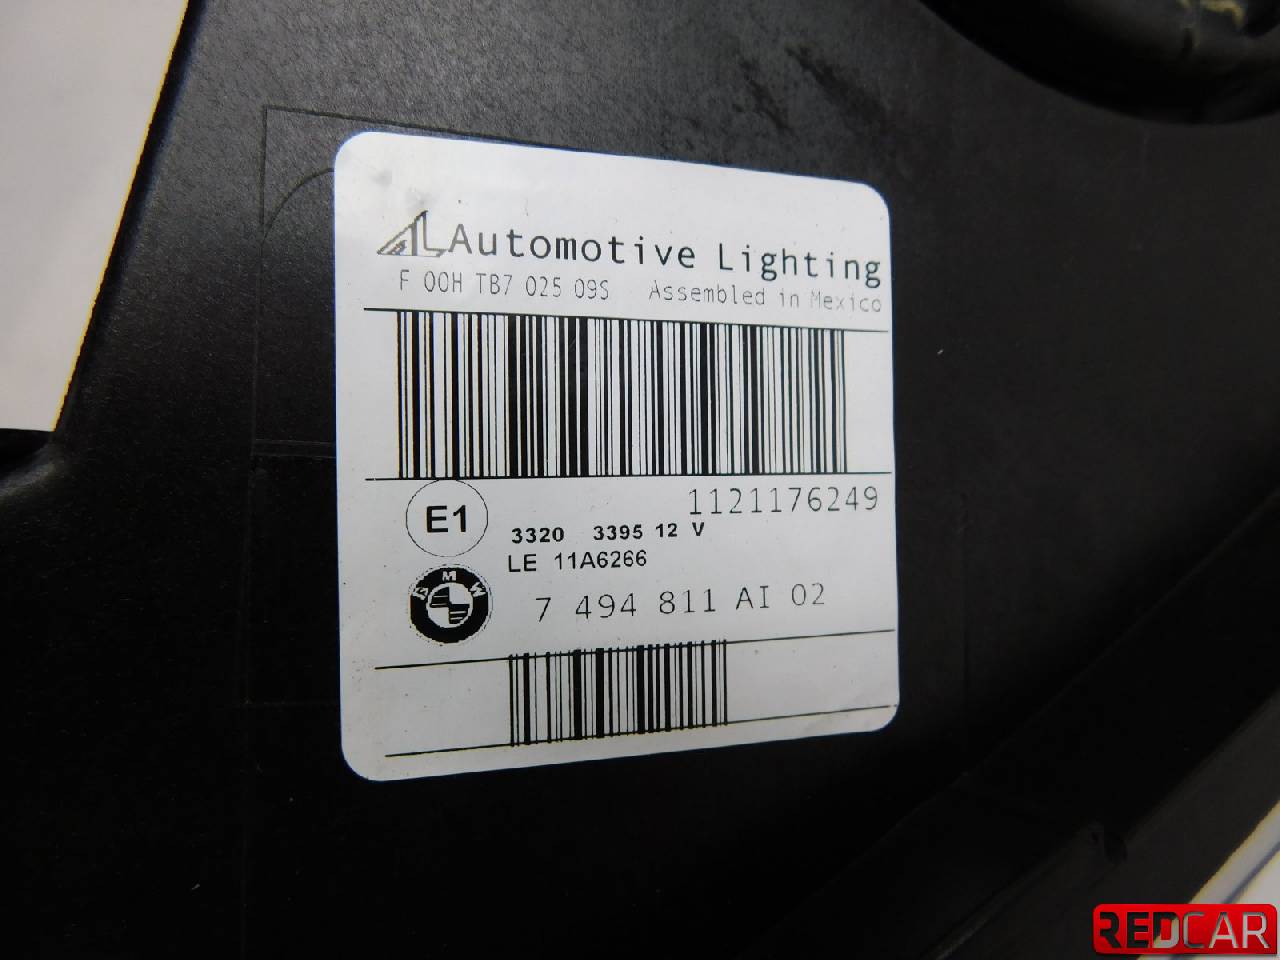 AL Automotive Lighting
F 00H TB7 025 09S Assembled in Mexico
1121176249
E1
3320 3395 12 V
LE 11A6266
BMW
7 494 811 AI 02
REDCAR